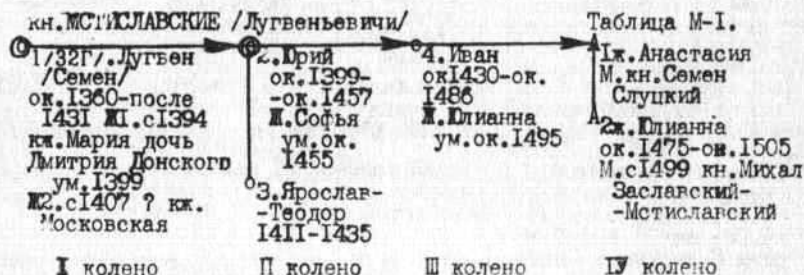 кн.МСТИСЛАВСКИЕ /Лугвеньевичи/
Таблица М-I.
1/32Г/.Лугвен
/Семен/
ок.1360-после
1431 Ж1.с1394
кж.Мария дочь
Дмитрия Донского
ум.1399
Ж2.с1407 ? кж.
Московская
I колено
2.Юрий
ок.1399-
-ок.1457
Ж.Софья
ум.ок.
1455
3.Ярослав-
-Теодор
1411-1435
II колено
4.Иван
ок1430-ок.
1486
Ж.Юлианна
ум.ок.1495
III колено
1ж.Анастасия
М.кн.Семен
Слуцкий
2ж.Юлианна
ок.1475-ок.1505
М.с1499 кн.Михал
Заславский-
-Мстиславский
IУ колено